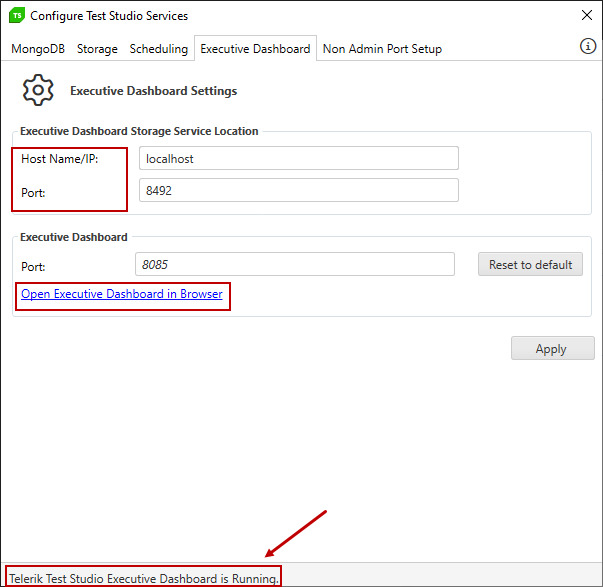 TS Configure Test Studio Services
MongoDB Storage Scheduling Executive Dashboard Non Admin Port Setup
Executive Dashboard Settings
Executive Dashboard Storage Service Location
Host Name/IP: localhost
Port: 8492
Executive Dashboard
Port: 8085 Reset to default
Open Executive Dashboard in Browser
Apply
Telerik Test Studio Executive Dashboard is Running.